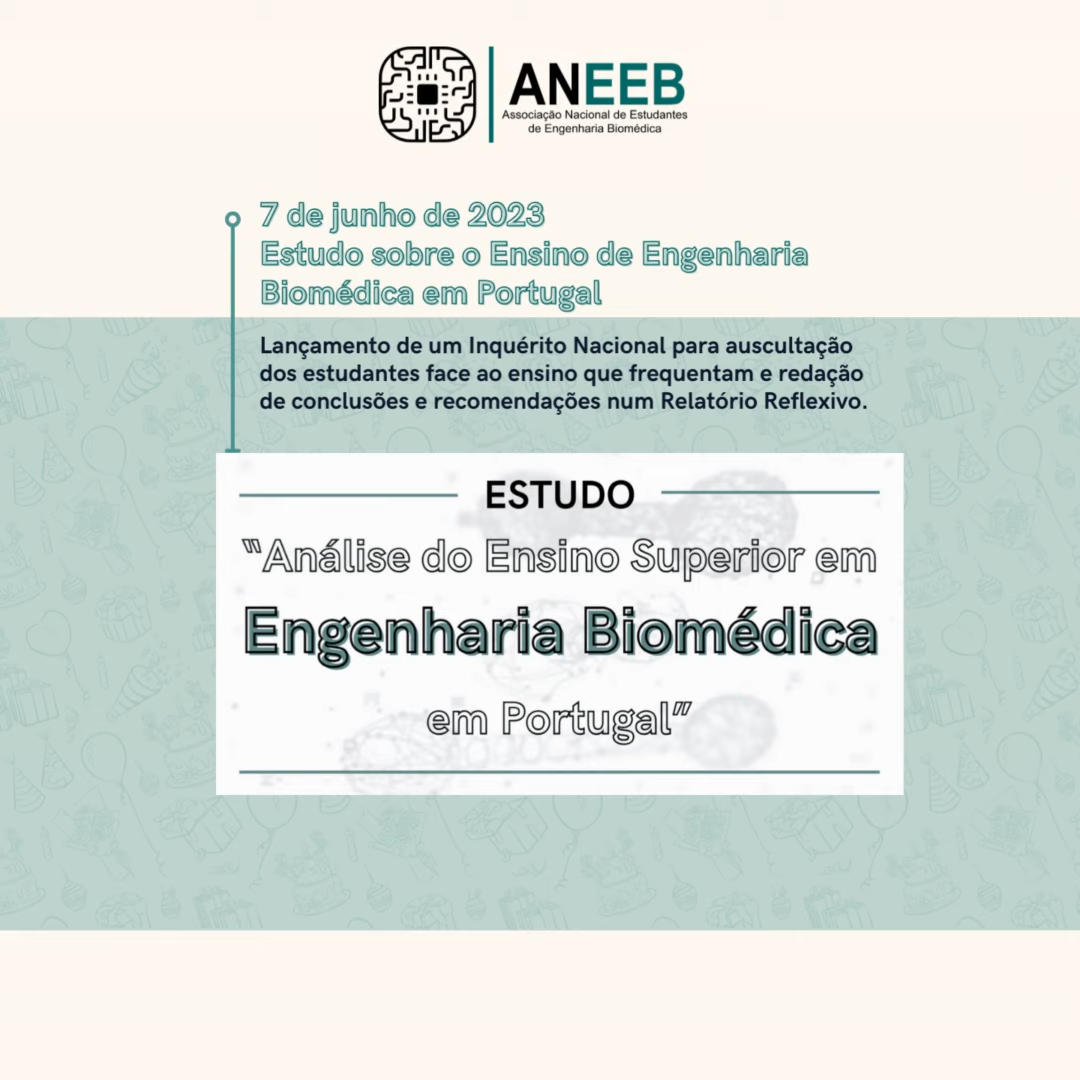 ANEEB
Associação Nacional de Estudantes
de Engenharia Biomédica
7 de junho de 2023
Estudo sobre o Ensino de Engenharia
Biomédica em Portugal
Lançamento de um Inquérito Nacional para auscultação
dos estudantes face ao ensino que frequentam e redação
de conclusões e recomendações num Relatório Reflexivo.
ESTUDO
"Análise do Ensino Superior em
Engenharia Biomédica
em Portugal"